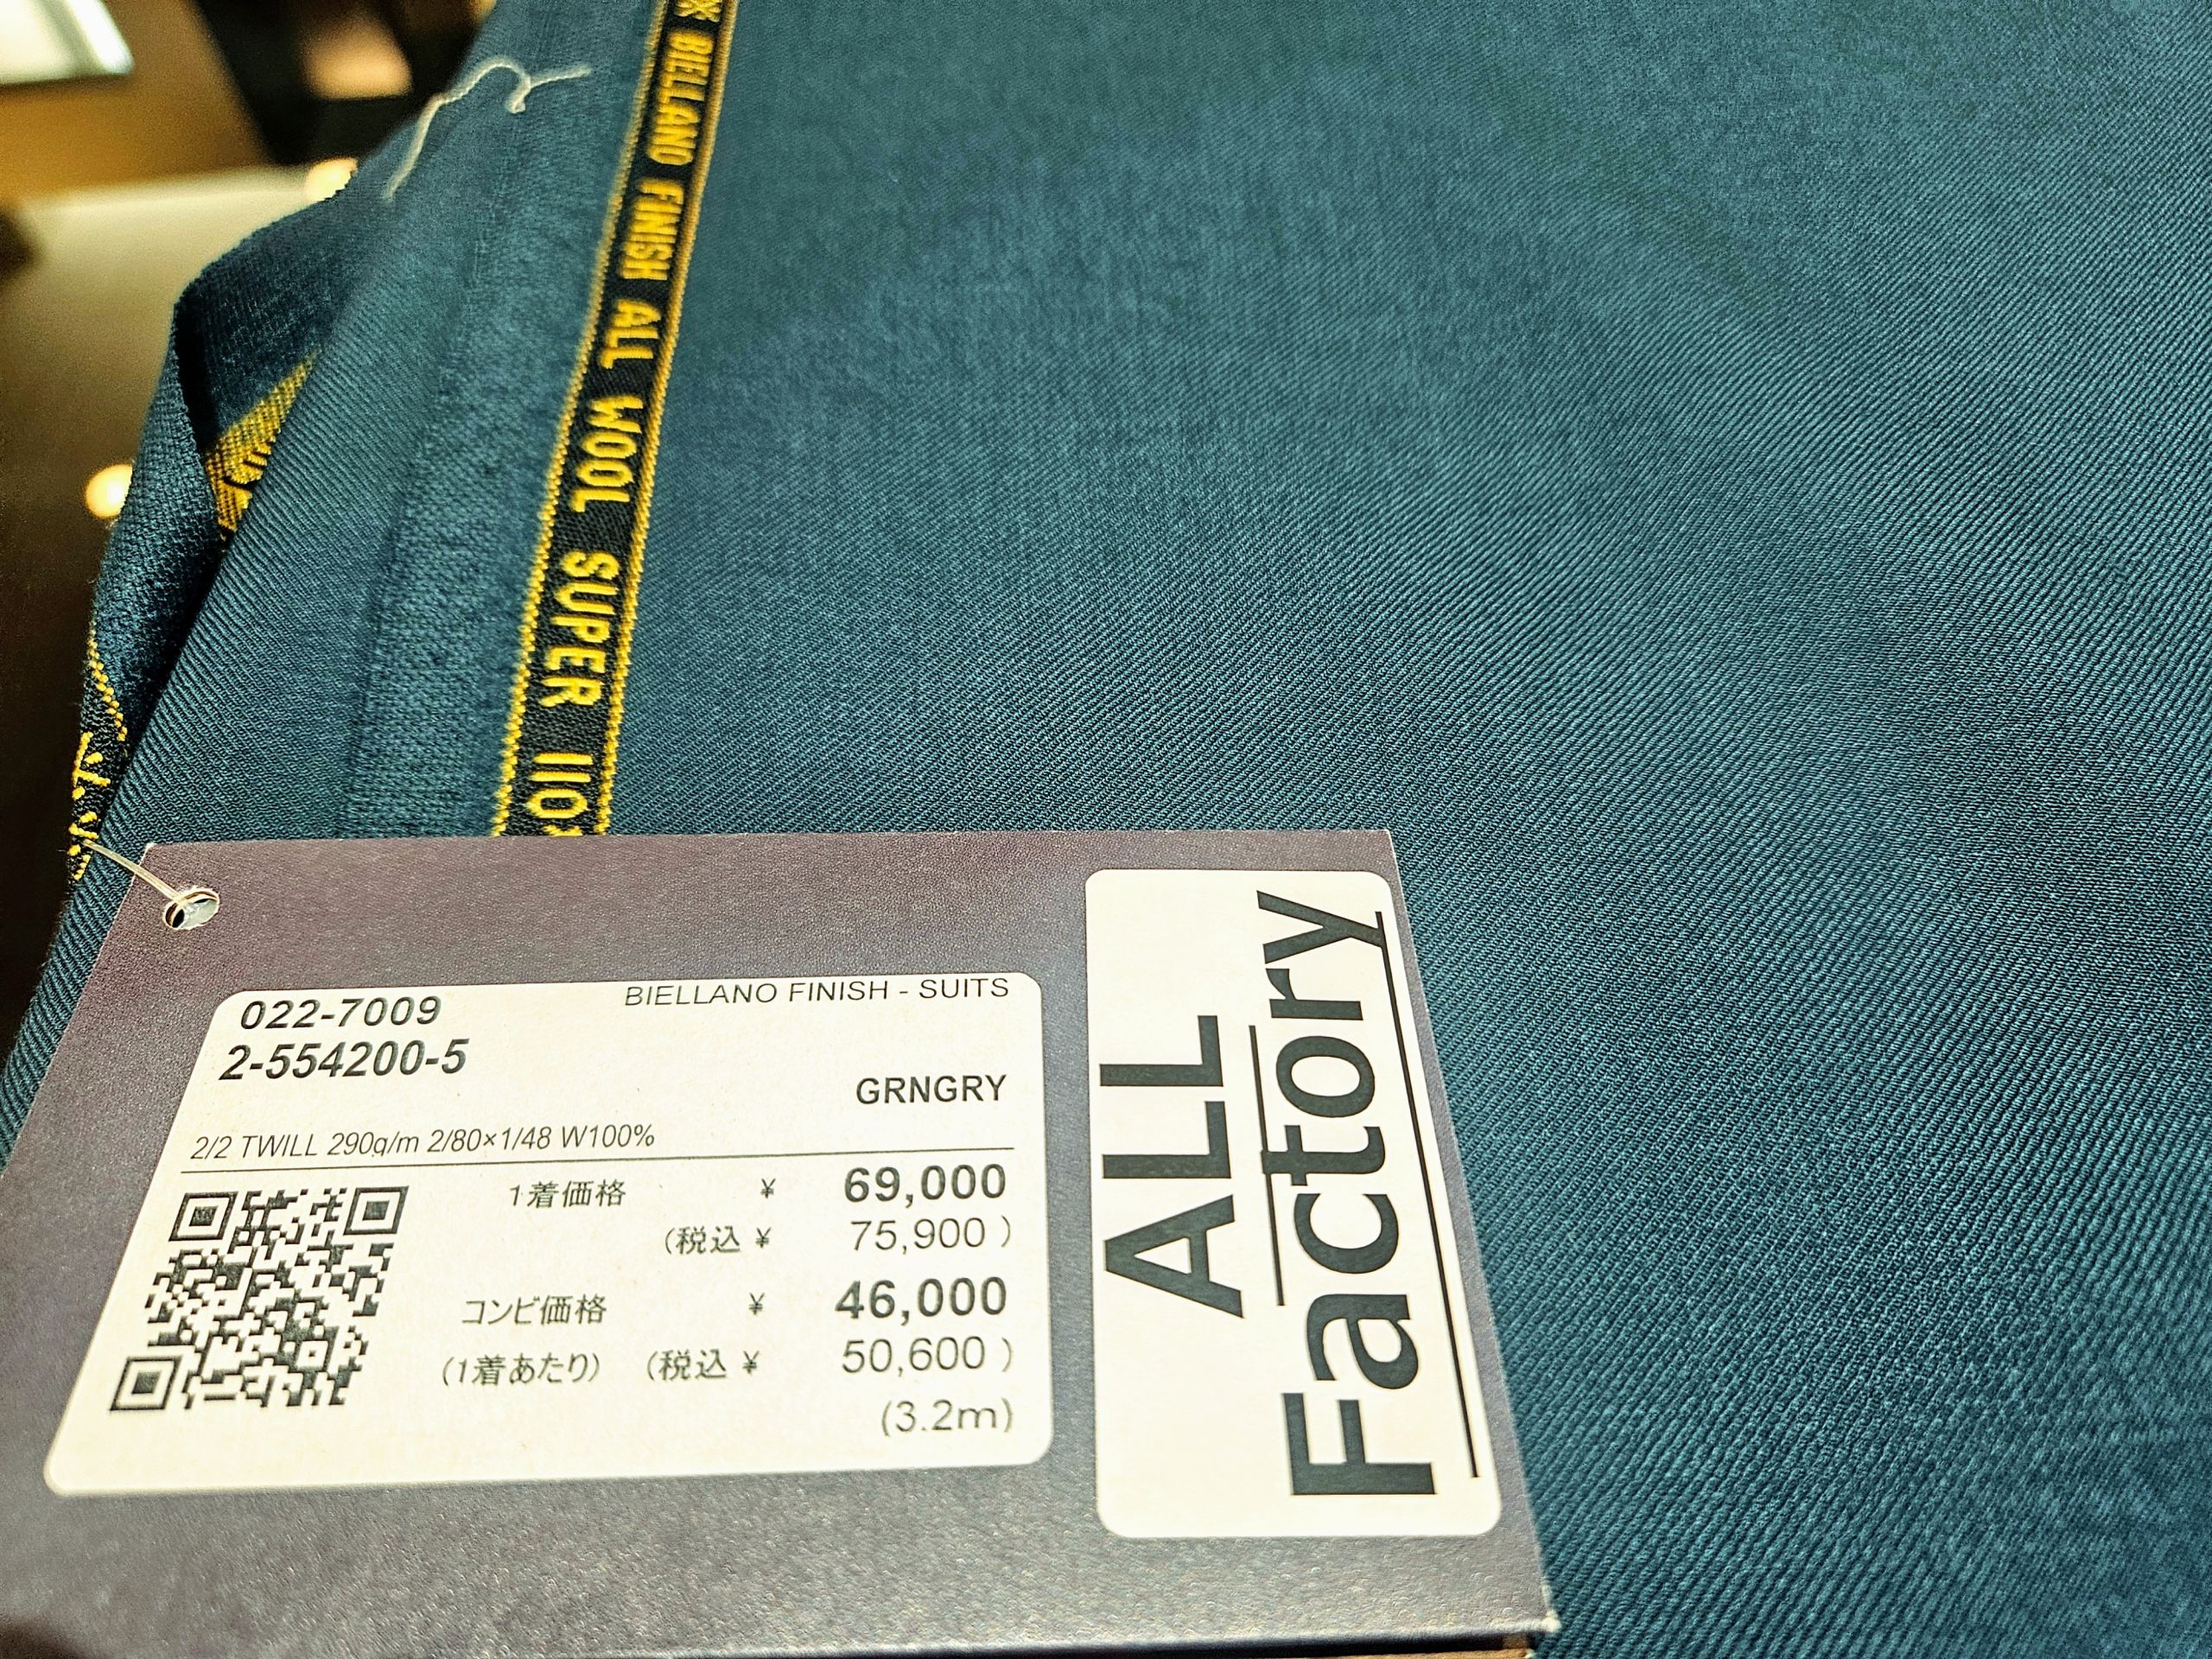 BIELLANO FINISH ALL WOOL SUPER 110'
022-7009
BIELLANO FINISH - SUITS
2-554200-5
GRNGRY
2/2 TWILL 290g/m 2/80×1/48 W100%
1着価格 ¥ 69,000
(税込 ¥ 75,900 )
コンビ価格 ¥ 46,000
(1着あたり) (税込 ¥ 50,600 )
(3.2m)
ALL
Factory